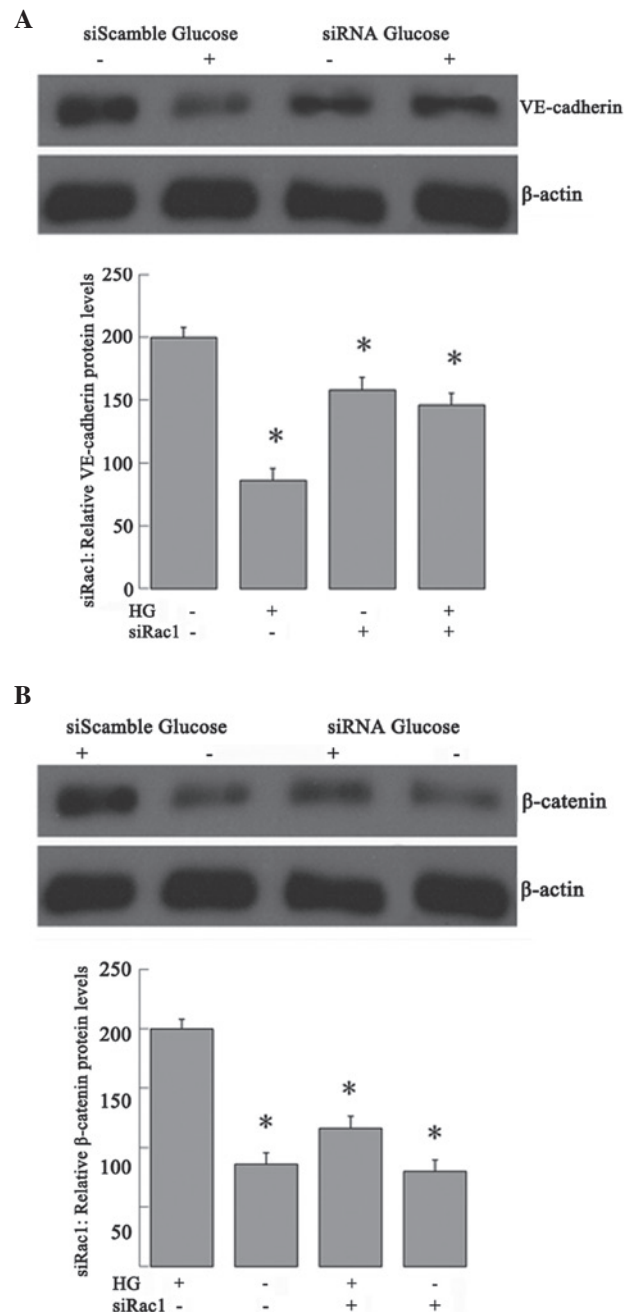 A
siScamble Glucose siRNA Glucose
- + - +
VE-cadherin
β-actin
siRac1: Relative VE-cadherin protein levels
250
200
150
100
50
0
* * *
HG - + - +
siRac1 - - + +
B
siScamble Glucose siRNA Glucose
+ - + -
β-catenin
β-actin
siRac1: Relative β-catenin protein levels
250
200
150
100
50
* * *
HG + - + -
siRac1 - - + +